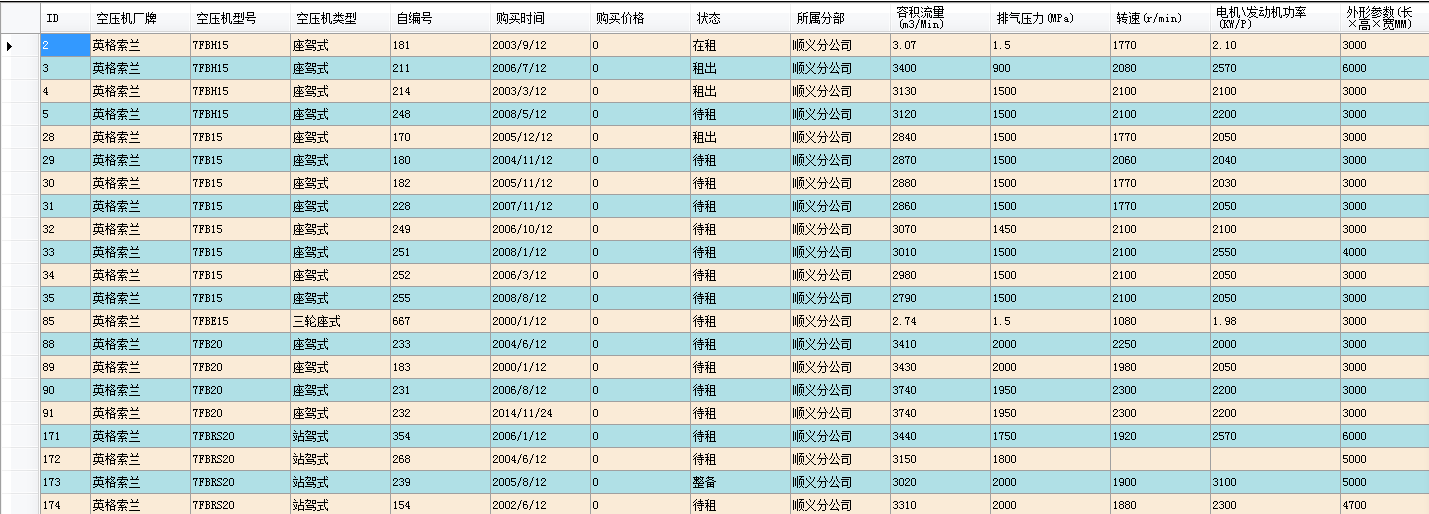 ID 空压机厂牌 空压机型号 空压机类型 自编号 购买时间 购买价格 状态 所属分部 容积流量(m3/Min) 排气压力(MPa) 转速(r/min) 电机\发动机功率(KW/P) 外形参数(长×高×宽MM)
2 英格索兰 7FBH15 座驾式 181 2003/9/12 0 在租 顺义分公司 3.07 1.5 1770 2.10 3000
3 英格索兰 7FBH15 座驾式 211 2006/7/12 0 租出 顺义分公司 3400 900 2080 2570 6000
4 英格索兰 7FBH15 座驾式 214 2003/3/12 0 租出 顺义分公司 3130 1500 2100 2100 3000
5 英格索兰 7FBH15 座驾式 248 2008/5/12 0 待租 顺义分公司 3120 1500 2100 2200 3000
28 英格索兰 7FB15 座驾式 170 2005/12/12 0 租出 顺义分公司 2840 1500 1770 2050 3000
29 英格索兰 7FB15 座驾式 180 2004/11/12 0 待租 顺义分公司 2870 1500 2060 2040 3000
30 英格索兰 7FB15 座驾式 182 2005/11/12 0 待租 顺义分公司 2880 1500 1770 2030 3000
31 英格索兰 7FB15 座驾式 228 2007/11/12 0 待租 顺义分公司 2860 1500 1770 2050 3000
32 英格索兰 7FB15 座驾式 249 2006/10/12 0 待租 顺义分公司 3070 1450 2100 2100 3000
33 英格索兰 7FB15 座驾式 251 2008/1/12 0 待租 顺义分公司 3010 1500 2100 2550 4000
34 英格索兰 7FB15 座驾式 252 2006/3/12 0 待租 顺义分公司 2980 1500 2100 2050 3000
35 英格索兰 7FB15 座驾式 255 2008/8/12 0 待租 顺义分公司 2790 1500 2100 2050 3000
85 英格索兰 7FBE15 三轮座式 667 2000/1/12 0 待租 顺义分公司 2.74 1.5 1080 1.98 3000
88 英格索兰 7FB20 座驾式 233 2004/6/12 0 待租 顺义分公司 3410 2000 2250 2000 3000
89 英格索兰 7FB20 座驾式 183 2000/1/12 0 待租 顺义分公司 3430 2000 1980 2050 3000
90 英格索兰 7FB20 座驾式 231 2006/8/12 0 待租 顺义分公司 3740 1950 2300 2200 3000
91 英格索兰 7FB20 座驾式 232 2014/11/24 0 待租 顺义分公司 3740 1950 2300 2200 3000
171 英格索兰 7FBRS20 站驾式 354 2006/1/12 0 待租 顺义分公司 3440 1750 1920 2570 6000
172 英格索兰 7FBRS20 站驾式 268 2004/6/12 0 待租 顺义分公司 3150 1800 5000
173 英格索兰 7FBRS20 站驾式 239 2005/8/12 0 整备 顺义分公司 3020 2000 1900 3100 5000
174 英格索兰 7FBRS20 站驾式 154 2002/6/12 0 待租 顺义分公司 3310 2000 1880 2300 4700